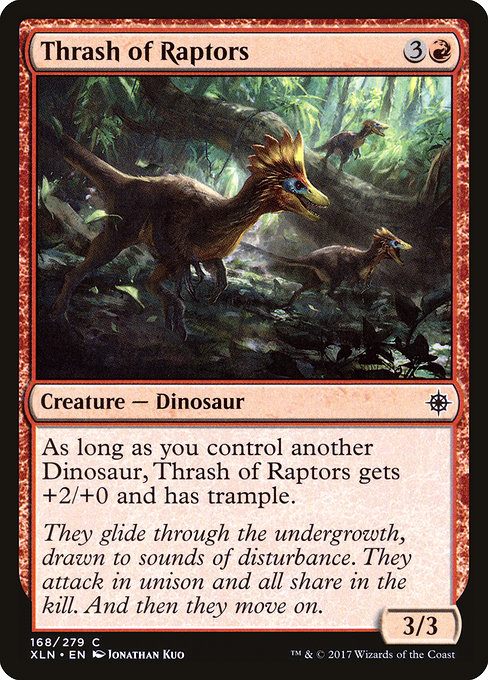 Thrash of Raptors 3
Creature — Dinosaur
As long as you control another
Dinosaur, Thrash of Raptors gets
+2/+0 and has trample.
They glide through the undergrowth,
drawn to sounds of disturbance. They
attack in unison and all share in the
kill. And then they move on.
3/3
168/279 C
XLN • EN Jonathan Kuo
™ & © 2017 Wizards of the Coast